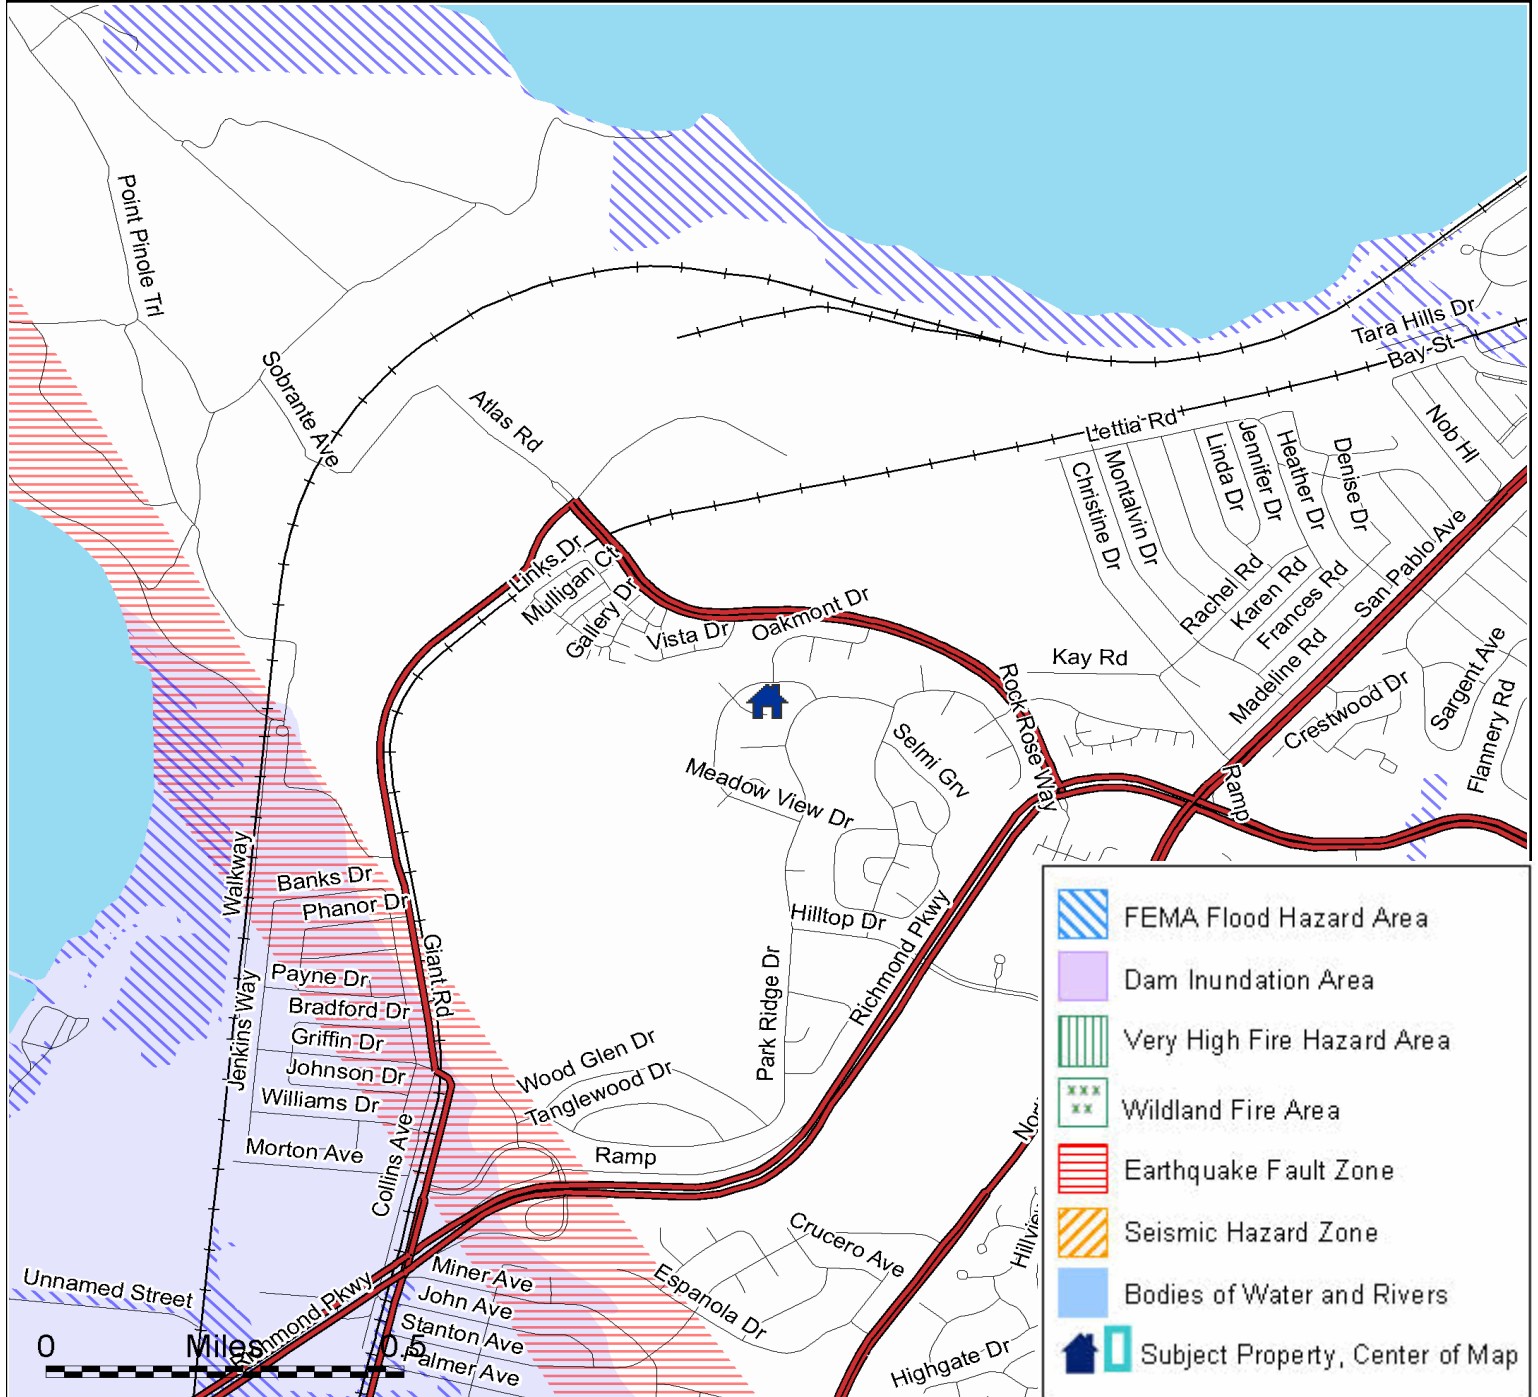 Point Pinole Trl
Sobrante Ave
Atlas Rd
Tara Hills Dr
Bay St
Lettia Rd
Nob Hl
Denise Dr
Heather Dr
Jennifer Dr
Linda Dr
Montalvin Dr
Christine Dr
Links Dr
Mulligan Ct
Gallery Dr
Vista Dr
Oakmont Dr
Rachel Rd
Karen Rd
Frances Rd
San Pablo Ave
Madeline Rd
Kay Rd
Rock Rose Way
Crestwood Dr
Sargent Ave
Flannery Rd
Ramp
Selmi Grv
Meadow View Dr
Walkway
Banks Dr
Phanor Dr
Giant Rd
Hilltop Dr
Richmond Pkwy
Park Ridge Dr
Payne Dr
Bradford Dr
Griffin Dr
Johnson Dr
Williams Dr
Morton Ave
Jenkins Way
Collins Ave
Wood Glen Dr
Tanglewood Dr
Ramp
Crucero Ave
Espanola Dr
Highgate Dr
Miner Ave
John Ave
Stanton Ave
Palmer Ave
Unnamed Street
Richmond Pkwy
0 Miles 0.5
FEMA Flood Hazard Area
Dam Inundation Area
Very High Fire Hazard Area
Wildland Fire Area
Earthquake Fault Zone
Seismic Hazard Zone
Bodies of Water and Rivers
Subject Property, Center of Map